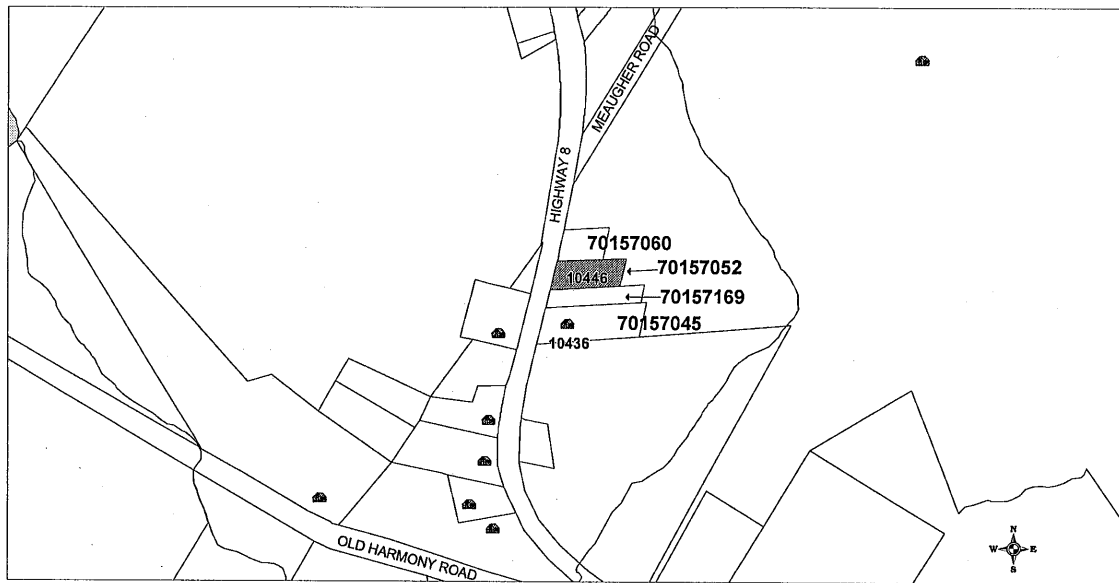 MEAUGHER ROAD
HIGHWAY 8
70157060
10446
70157052
70157169
70157045
10436
OLD HARMONY ROAD
N
W E
S